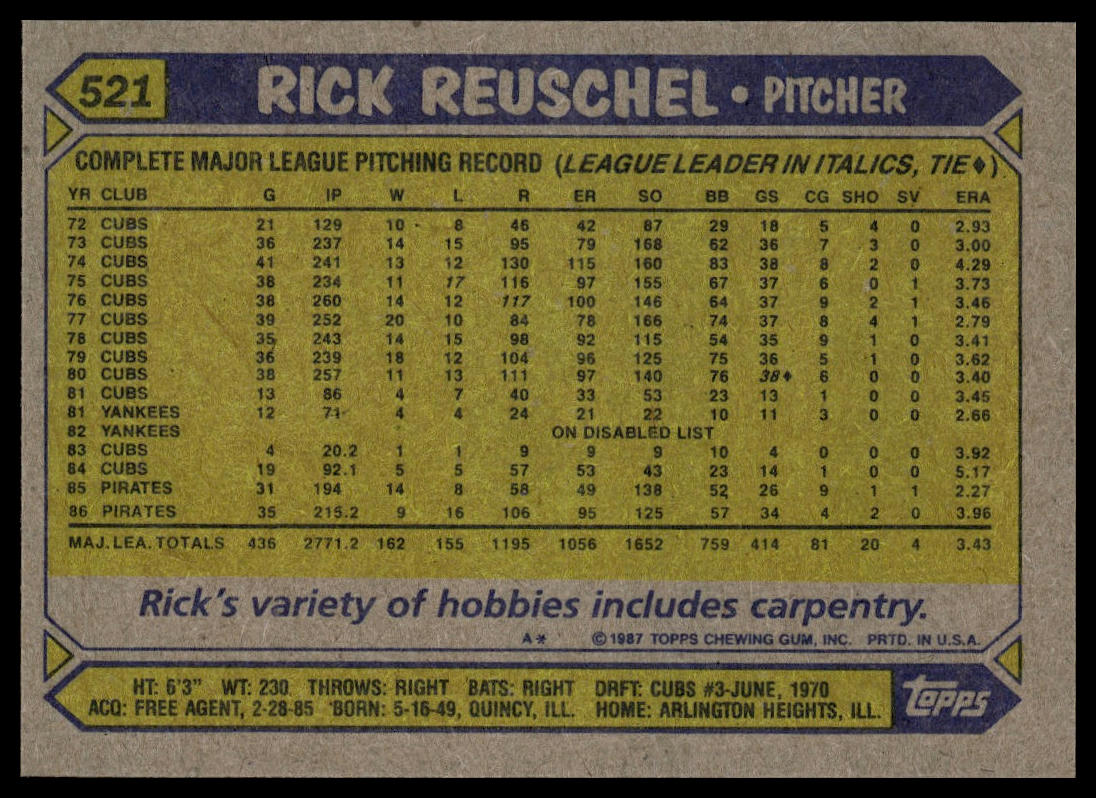 521 RICK REUSCHEL • PITCHER
COMPLETE MAJOR LEAGUE PITCHING RECORD (LEAGUE LEADER IN ITALICS, TIE♦)
YR CLUB G IP W L R ER SO BB GS CG SHO SV ERA
72 CUBS 21 129 10 8 46 42 87 29 18 5 4 0 2.93
73 CUBS 36 237 14 15 95 79 168 62 36 7 3 0 3.00
74 CUBS 41 241 13 12 130 115 160 83 38 8 2 0 4.29
75 CUBS 38 234 11 17 116 97 155 67 37 6 0 1 3.73
76 CUBS 38 260 14 12 117 100 146 64 37 9 2 1 3.46
77 CUBS 39 252 20 10 84 78 166 74 37 8 4 1 2.79
78 CUBS 35 243 14 15 98 92 115 54 35 9 1 0 3.41
79 CUBS 36 239 18 12 104 96 125 75 36 5 1 0 3.62
80 CUBS 38 257 11 13 111 97 140 76 38♦ 6 0 0 3.40
81 CUBS 13 86 4 7 40 33 53 23 13 1 0 0 3.45
81 YANKEES 12 71 4 4 24 21 22 10 11 3 0 0 2.66
82 YANKEES ON DISABLED LIST
83 CUBS 4 20.2 1 1 9 9 9 10 4 0 0 0 3.92
84 CUBS 19 92.1 5 5 57 53 43 23 14 1 0 0 5.17
85 PIRATES 31 194 14 8 58 49 138 52 26 9 1 1 2.27
86 PIRATES 35 215.2 9 16 106 95 125 57 34 4 2 0 3.96
MAJ. LEA. TOTALS 436 2771.2 162 155 1195 1056 1652 759 414 81 20 4 3.43
Rick's variety of hobbies includes carpentry.
A* ©1987 TOPPS CHEWING GUM, INC. PRTD. IN U.S.A.
HT: 6'3" WT: 230 THROWS: RIGHT BATS: RIGHT DRFT: CUBS #3-JUNE, 1970
ACQ: FREE AGENT, 2-28-85 BORN: 5-16-49, QUINCY, ILL. HOME: ARLINGTON HEIGHTS, ILL.
Topps